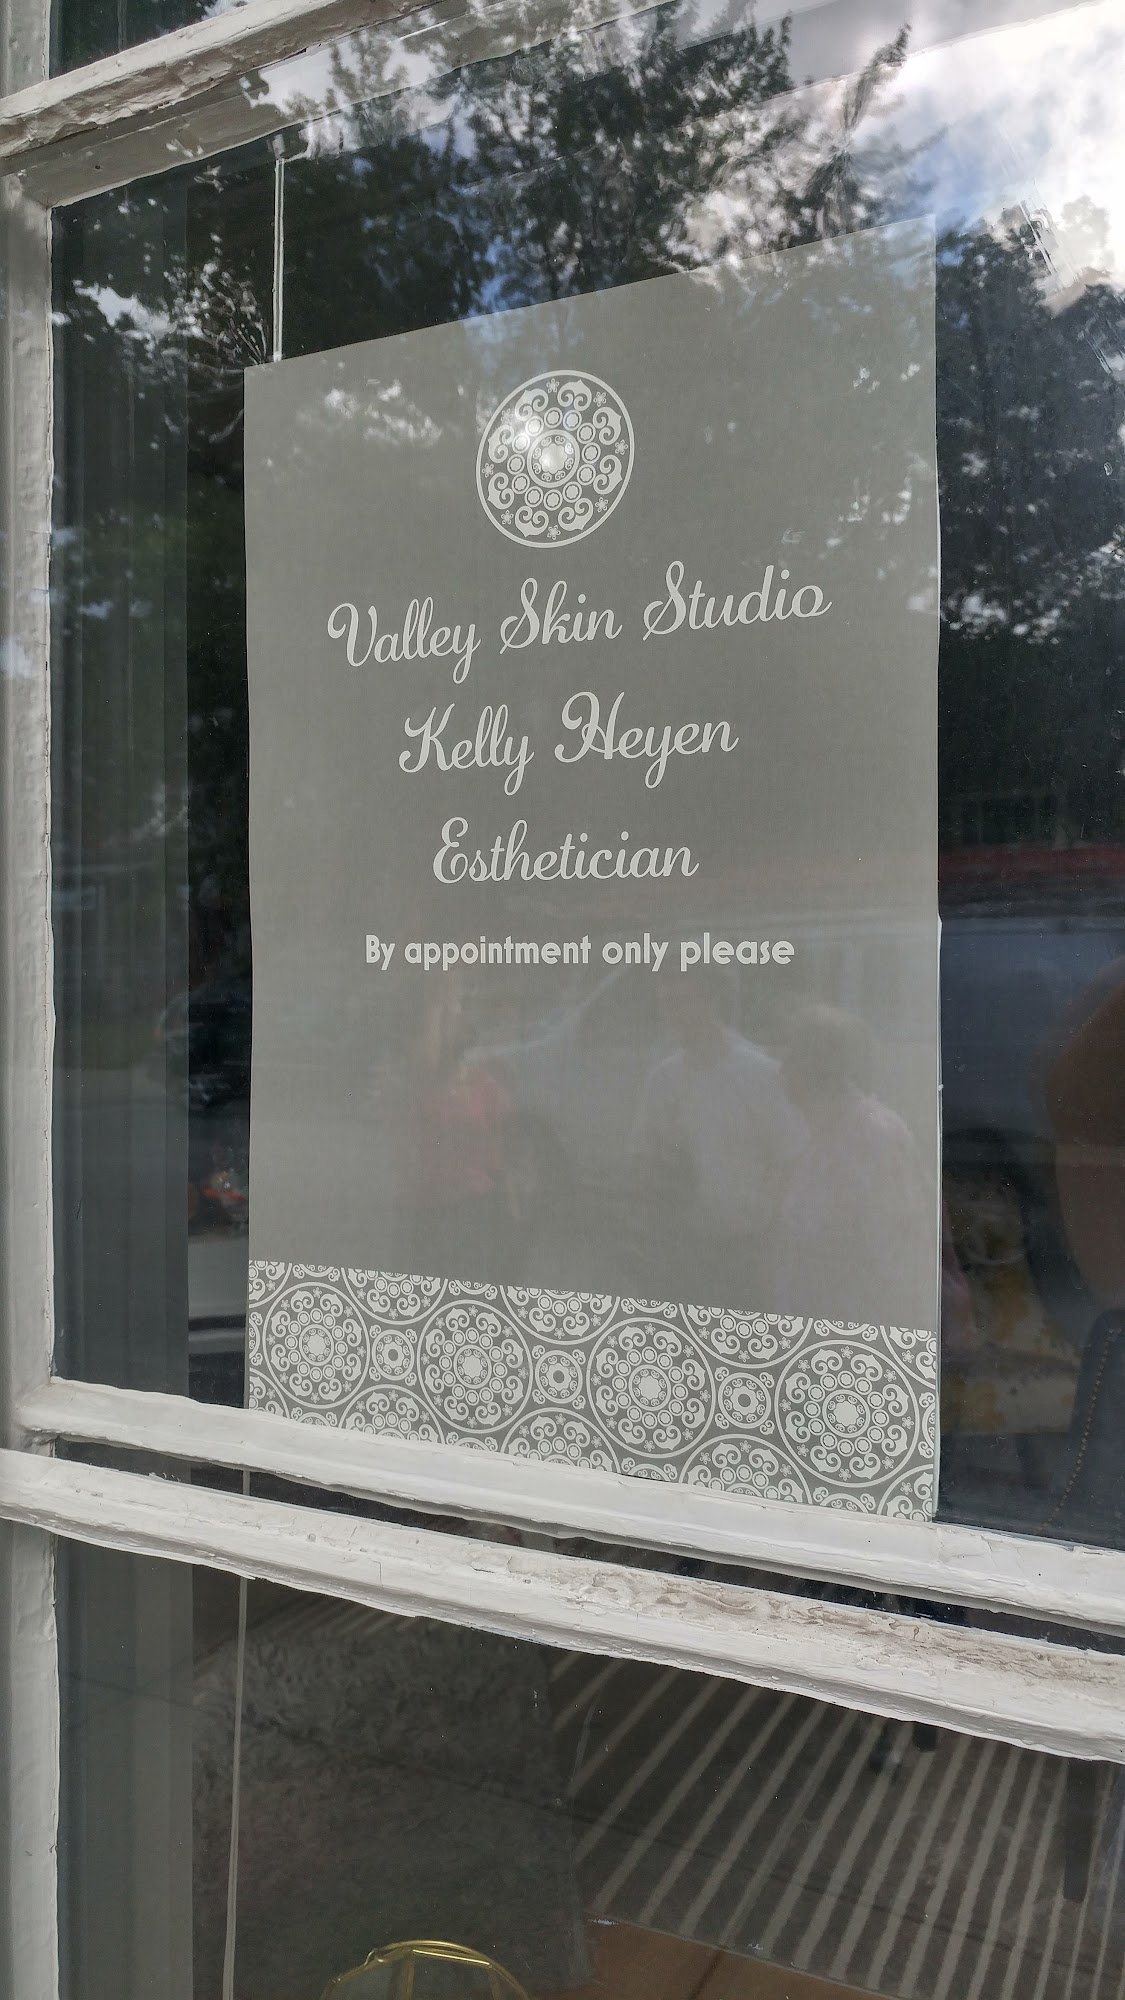 Valley Skin Studio
Kelly Heyen
Esthetician
By appointment only please